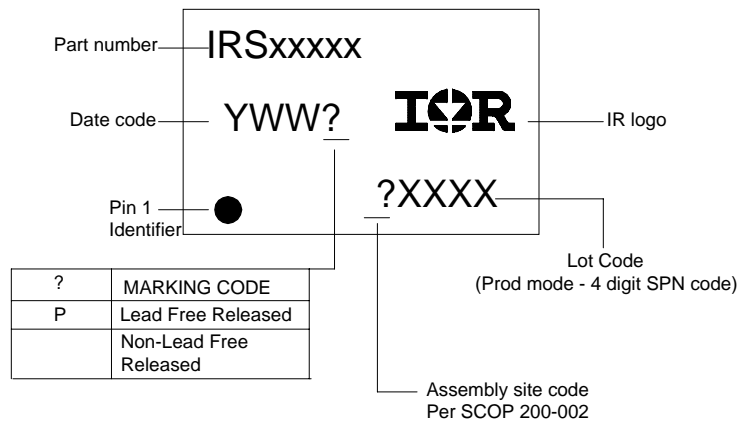 Part number
IRSxxxxx
Date code
YWW?
IOR
IR logo
Pin 1
Identifier
?XXXX
Lot Code
(Prod mode - 4 digit SPN code)
? MARKING CODE
P Lead Free Released
Non-Lead Free
Released
Assembly site code
Per SCOP 200-002